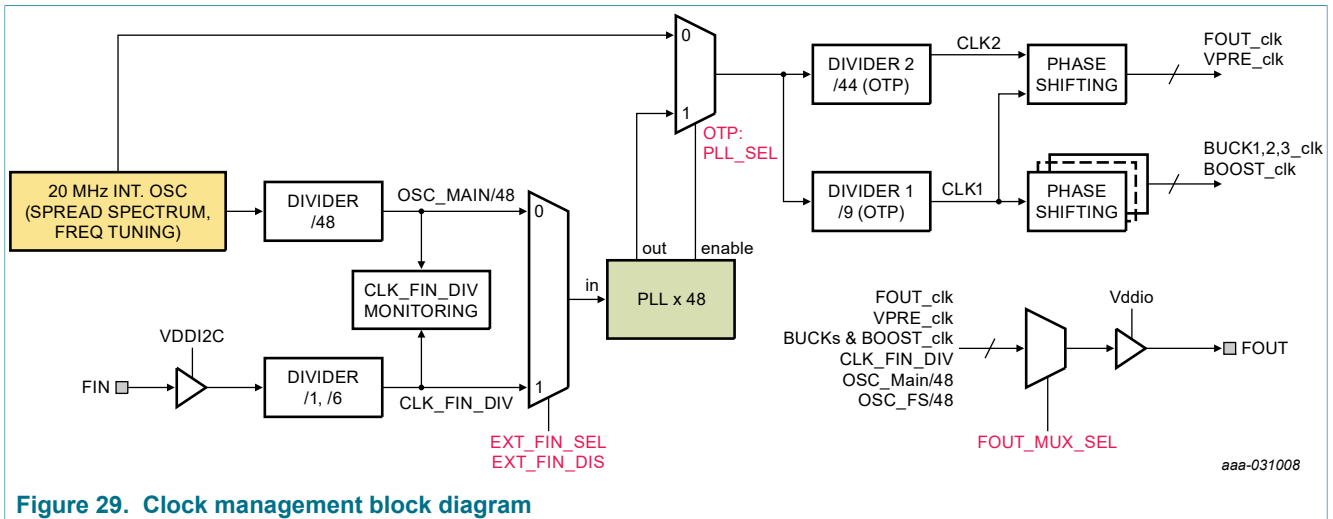 0
1
OTP:
PLL_SEL
DIVIDER 2
/44 (OTP)
CLK2
PHASE
SHIFTING
FOUT_clk
VPRE_clk
DIVIDER 1
/9 (OTP)
CLK1
PHASE
SHIFTING
BUCK1,2,3_clk
BOOST_clk
20 MHz INT. OSC
(SPREAD SPECTRUM,
FREQ TUNING)
DIVIDER
/48
OSC_MAIN/48
0
CLK_FIN_DIV
MONITORING
in
out
enable
PLL x 48
VDDI2C
FIN
DIVIDER
/1, /6
CLK_FIN_DIV
1
EXT_FIN_SEL
EXT_FIN_DIS
FOUT_clk
VPRE_clk
BUCKs & BOOST_clk
CLK_FIN_DIV
OSC_Main/48
OSC_FS/48
Vddio
FOUT
FOUT_MUX_SEL
aaa-031008
Figure 29. Clock management block diagram